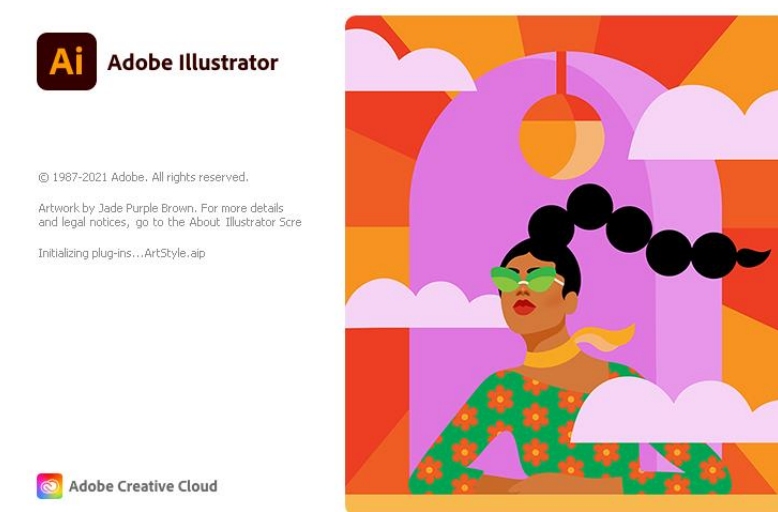 Ai Adobe Illustrator
© 1987-2021 Adobe. All rights reserved.
Artwork by Jade Purple Brown. For more details
and legal notices, go to the About Illustrator Scre
Initializing plug-ins...ArtStyle.aip
Adobe Creative Cloud